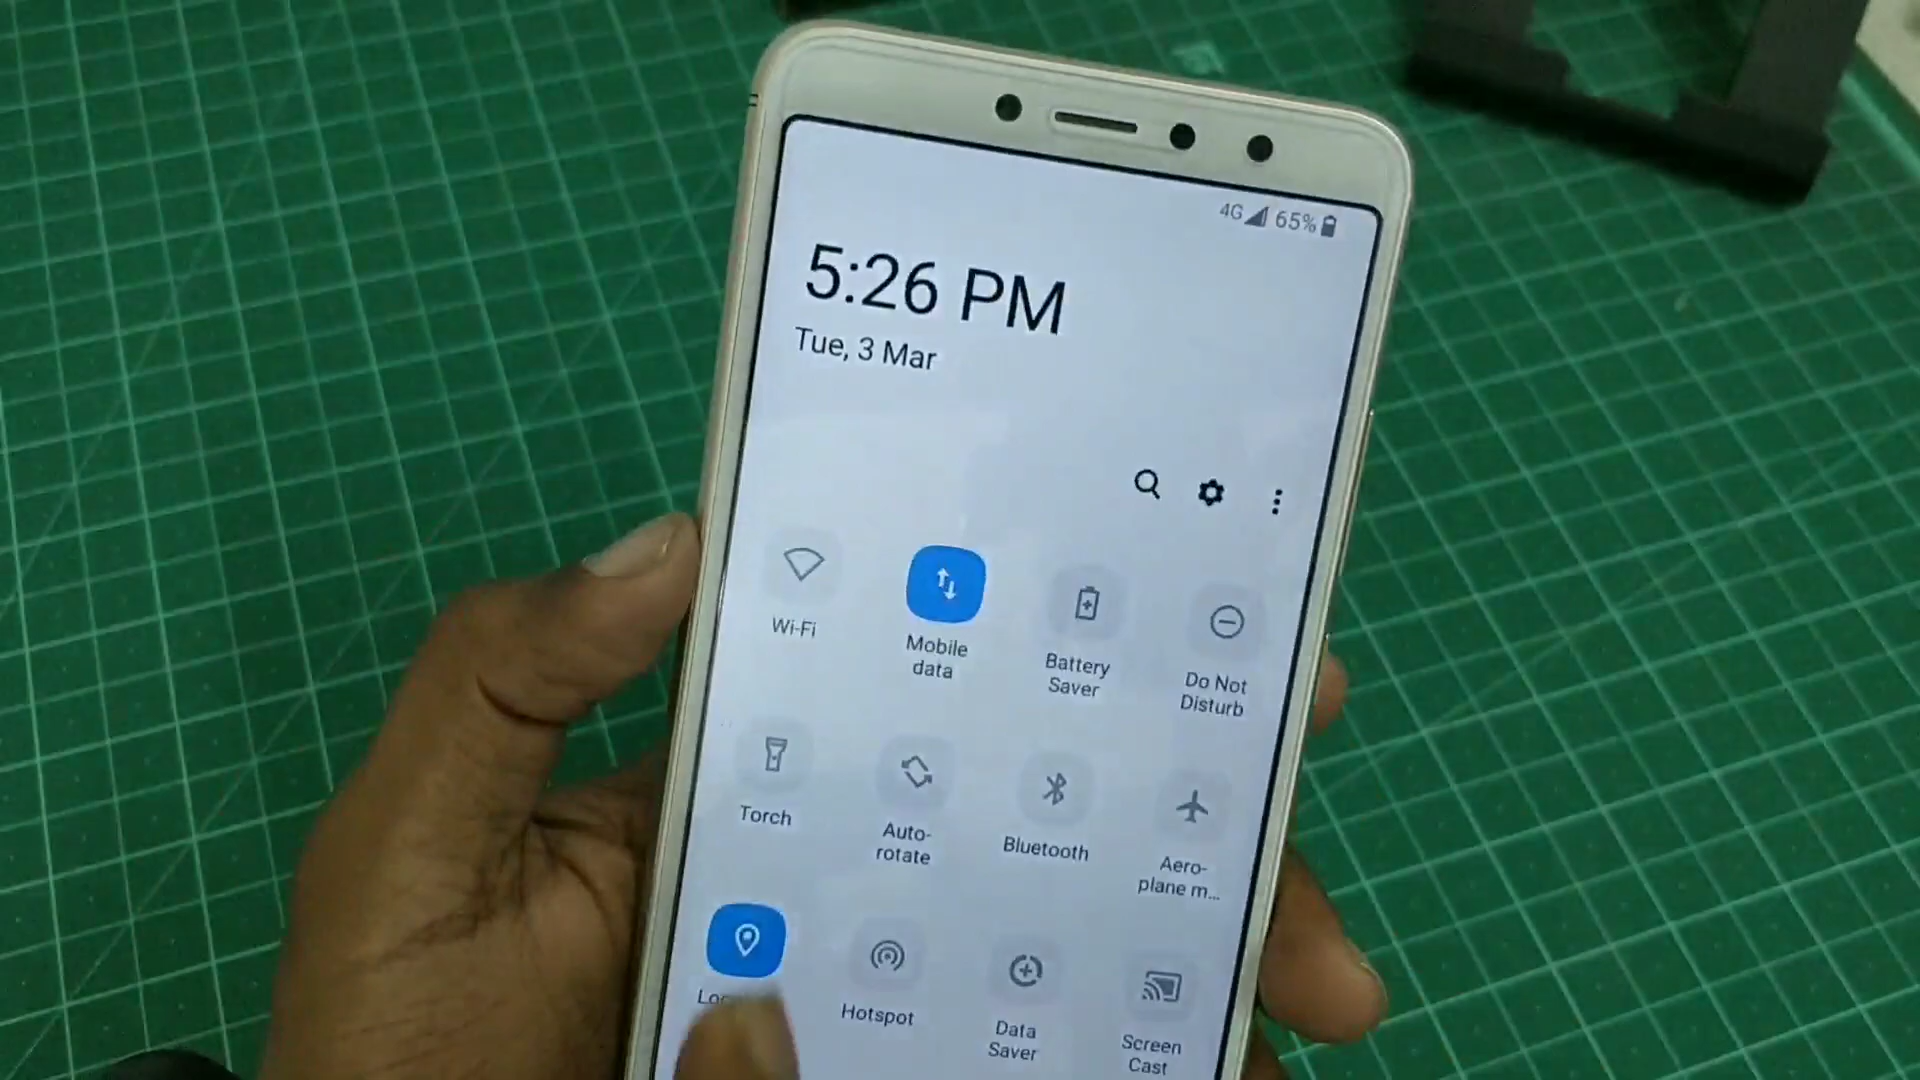 4G 65%
5:26 PM
Tue, 3 Mar
Wi-Fi
Mobile
data
Battery
Saver
Do Not
Disturb
Torch
Auto-
rotate
Bluetooth
Aero-
plane m...
Hotspot
Data
Saver
Screen
Cast